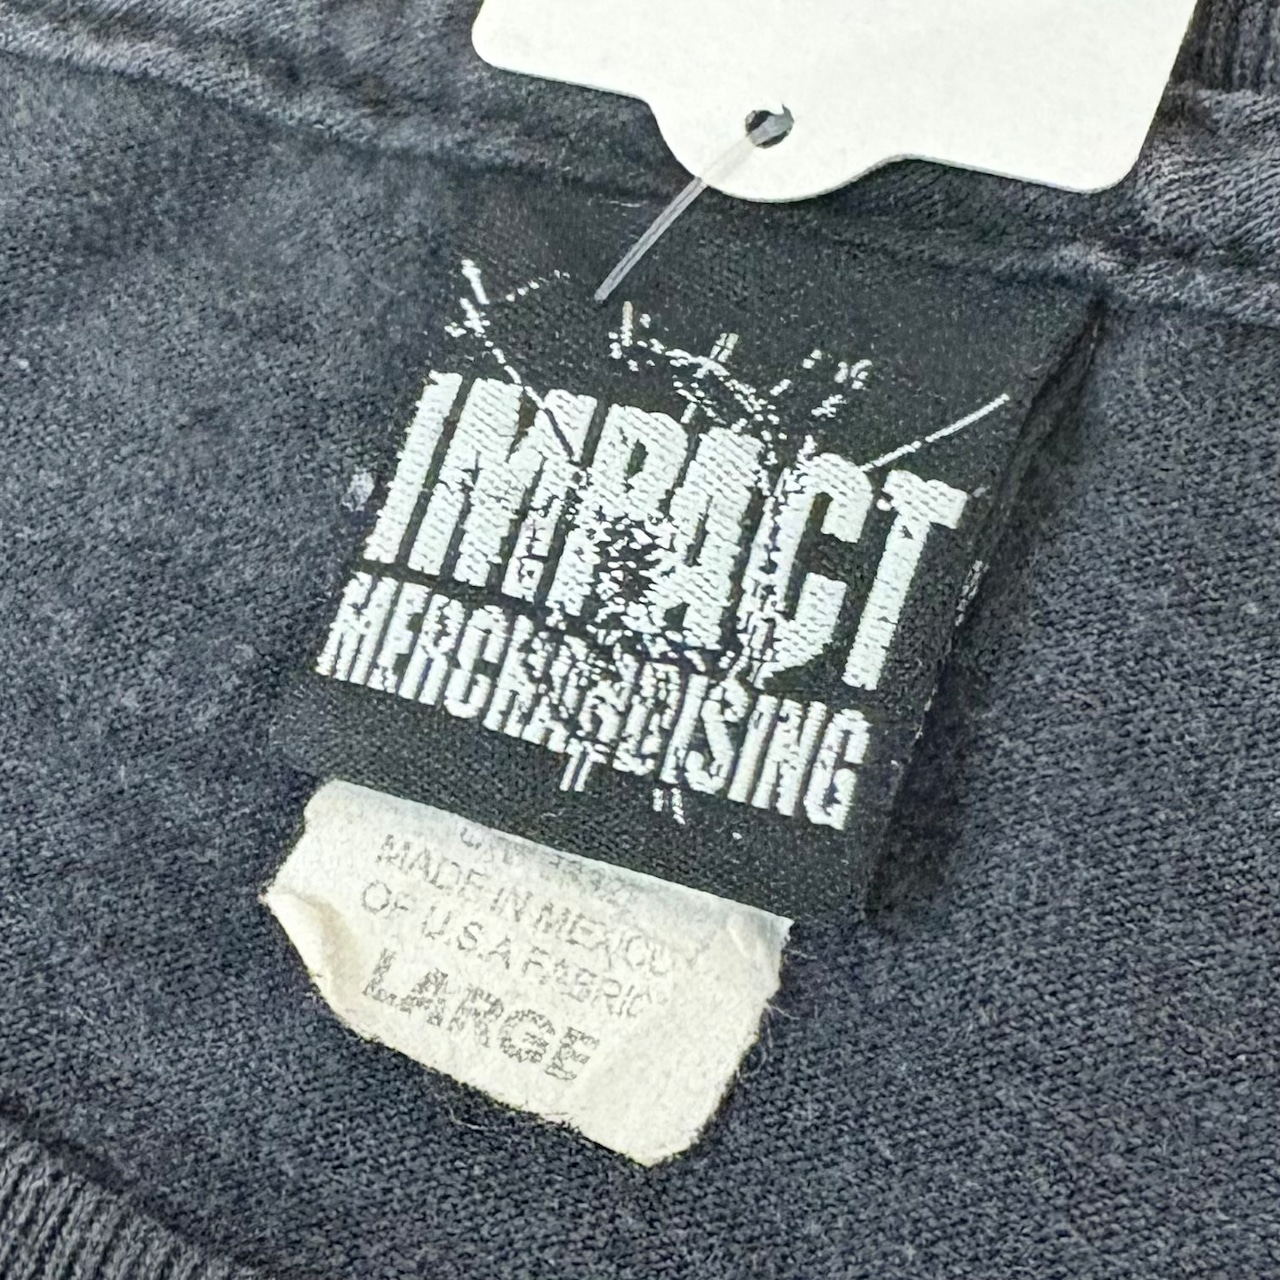 IMPACT
MERCHANDISING
MADE IN MEXICO
OF U.S.A FABRIC
LARGE